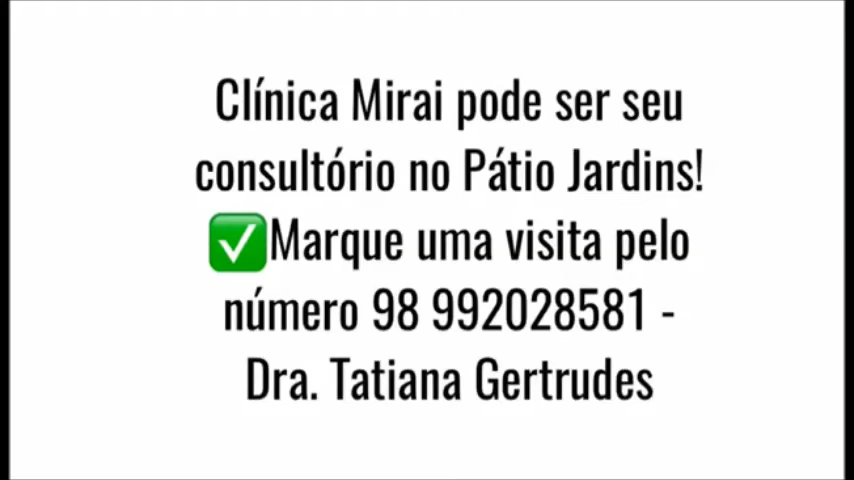 Clínica Mirai pode ser seu
consultório no Pátio Jardins!
✅Marque uma visita pelo
número 98 992028581 -
Dra. Tatiana Gertrudes